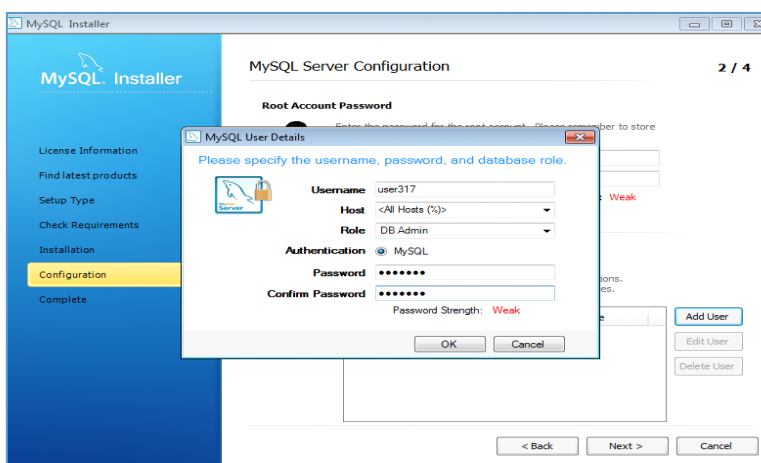 MySQL Installer
MySQL. Installer
License Information
Find latest products
Setup Type
Check Requirements
Installation
Configuration
Complete
MySQL Server Configuration
2 / 4
Root Account Password
Enter the password for the root account. Please remember to store
Weak
MySQL User Details
Please specify the username, password, and database role.
MySQL
Server
Username user317
Host <All Hosts (%)>
Role DB Admin
Authentication MySQL
Password •••••••
Confirm Password •••••••
Password Strength: Weak
OK Cancel
Add User
Edit User
Delete User
< Back Next > Cancel